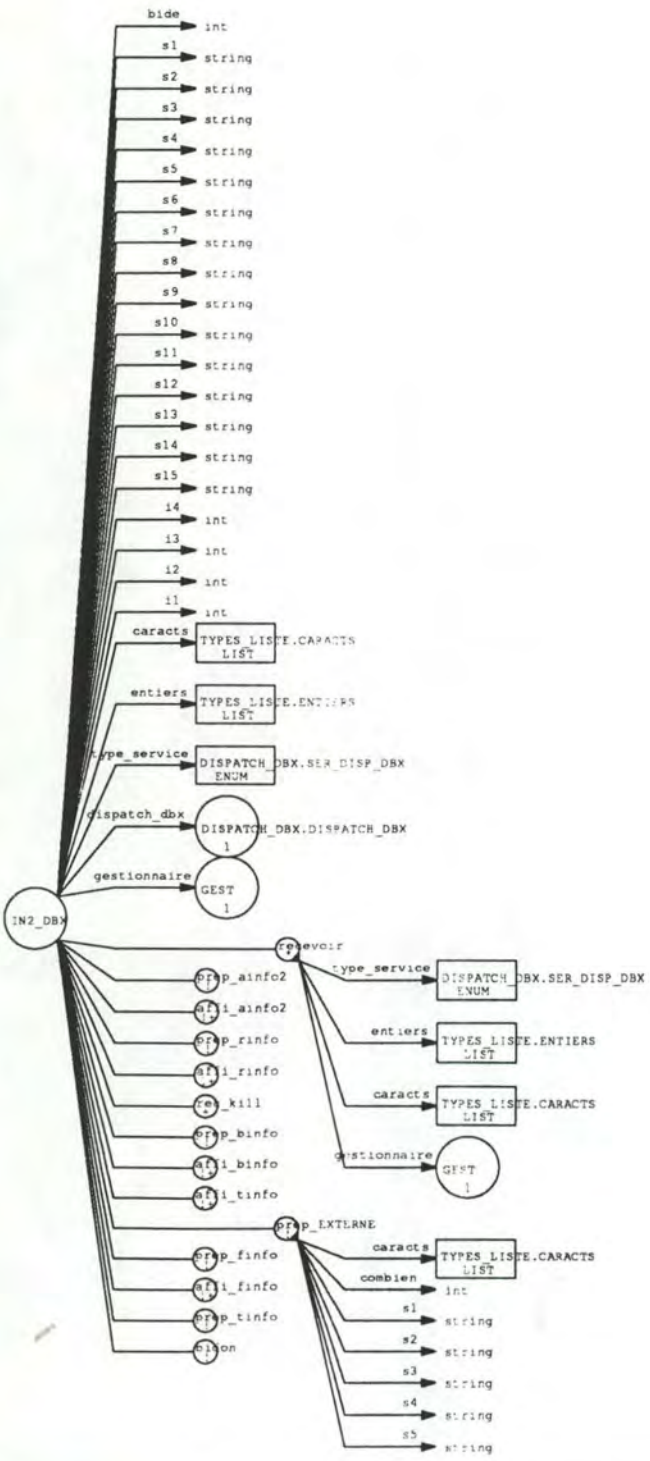 bide
int
s1
string
s2
string
s3
string
s4
string
s5
string
s6
string
s7
string
s8
string
s9
string
s10
string
s11
string
s12
string
s13
string
s14
string
s15
string
i4
int
i3
int
i2
int
i1
int
caracts
TYPES_LISTE.CARACTS
LIST
entiers
TYPES_LISTE.ENTIERS
LIST
type_service
DISPATCH_DBX.SER_DISP_DBX
ENUM
dispatch_dbx
DISPATCH_DBX.DISPATCH_DBX
1
gestionnaire
GEST
1
IN2_DBX
recevoir
type_service
DISPATCH_DBX.SER_DISP_DBX
ENUM
prep_ainfo2
affi_ainfo2
entiers
TYPES_LISTE.ENTIERS
LIST
prep_rinfo
affi_rinfo
rec_kill
caracts
TYPES_LISTE.CARACTS
LIST
prep_binfo
affi_binfo
gestionnaire
GEST
1
affi_tinfo
prep_EXTERNE
caracts
TYPES_LISTE.CARACTS
LIST
prep_finfo
combien
int
affi_finfo
s1
string
prep_tinfo
s2
string
bidon
s3
string
s4
string
s5
string